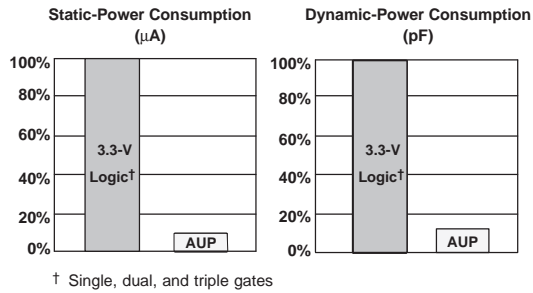 Static-Power Consumption
(μA)
100%
80%
60%
40%
20%
0%
3.3-V
Logic†
AUP
Dynamic-Power Consumption
(pF)
100%
80%
60%
40%
20%
0%
3.3-V
Logic†
AUP
† Single, dual, and triple gates